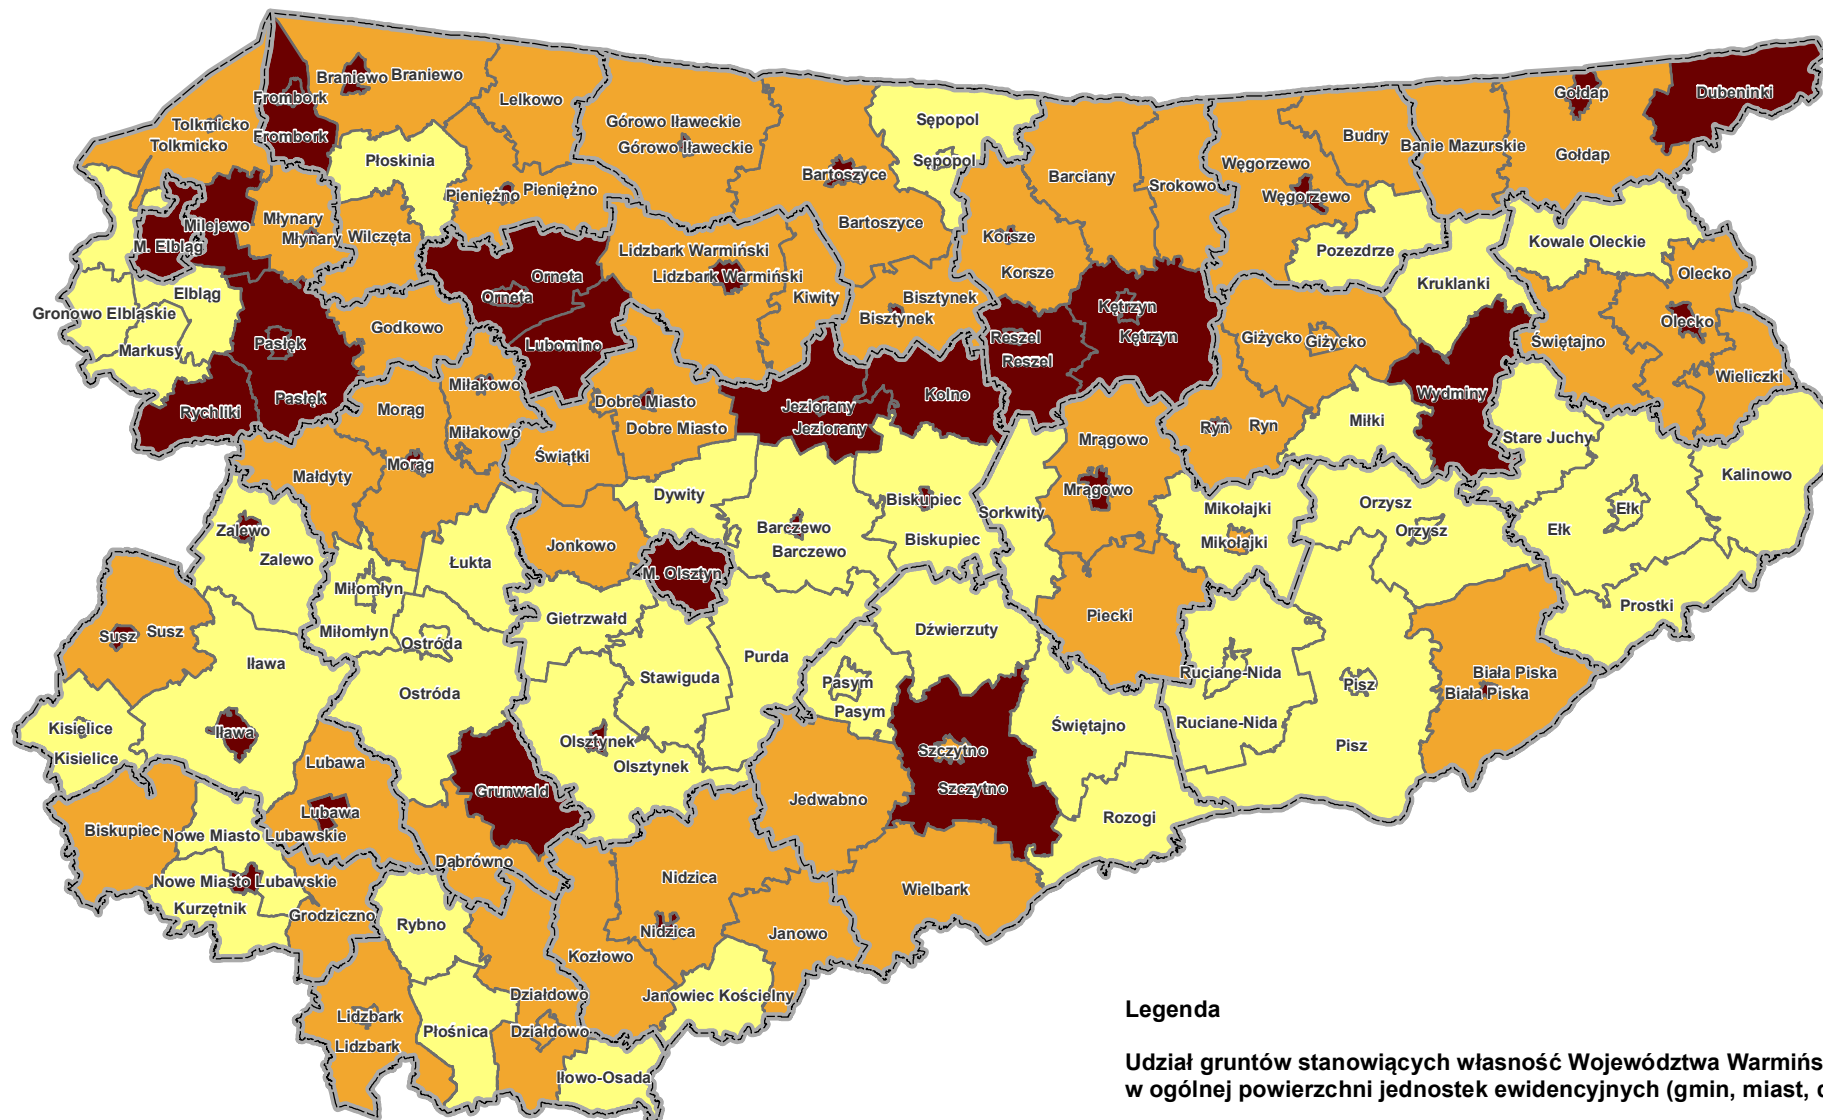 Braniewo Braniewo
Frombork
Frombork
Tolkmicko
Tolkmicko
Lelkowo
Płoskinia
Pieniężno Pieniężno
Górowo Iławeckie
Górowo Iławeckie
Sępopol
Sępopol
Bartoszyce
Bartoszyce
Barciany
Srokowo
Węgorzewo
Węgorzewo
Budry
Banie Mazurskie
Gołdap
Gołdap
Dubeninki
Milejewo
M. Elbląg
Młynary
Młynary
Wilczęta
Elbląg
Gronowo Elbląskie
Markusy
Pasłęk
Pasłęk
Rychliki
Godkowo
Orneta
Orneta
Lubomino
Lidzbark Warmiński
Lidzbark Warmiński
Kiwity
Bisztynek
Bisztynek
Korsze
Korsze
Kętrzyn
Kętrzyn
Reszel
Reszel
Pozezdrze
Kruklanki
Kowale Oleckie
Olecko
Olecko
Świętajno
Wieliczki
Giżycko Giżycko
Wydminy
Miłakowo
Miłakowo
Morąg
Morąg
Małdyty
Dobre Miasto
Dobre Miasto
Świątki
Jeziorany
Jeziorany
Kolno
Mrągowo
Mrągowo
Ryn Ryn
Miłki
Stare Juchy
Kalinowo
Ełk
Ełk
Zalewo
Zalewo
Łukta
Jonkowo
Dywity
Barczewo
Barczewo
Biskupiec
Biskupiec
Sorkwity
Mikołajki
Mikołajki
Orzysz
Orzysz
Miłomłyn
Miłomłyn
M. Olsztyn
Gietrzwałd
Susz Susz
Iława
Iława
Ostróda
Ostróda
Stawiguda
Purda
Dźwierzuty
Piecki
Prostki
Pasym
Pasym
Ruciane-Nida
Ruciane-Nida
Pisz
Pisz
Biała Piska
Biała Piska
Kisielice
Kisielice
Olsztynek
Olsztynek
Szczytno
Szczytno
Świętajno
Rozogi
Lubawa
Lubawa
Grunwald
Jedwabno
Biskupiec
Nowe Miasto Lubawskie
Nowe Miasto Lubawskie
Kurzętnik
Grodziczno
Dąbrówno
Rybno
Nidzica
Nidzica
Wielbark
Kozłowo
Janowo
Janowiec Kościelny
Lidzbark
Lidzbark
Płośnica
Działdowo
Działdowo
Iłowo-Osada
Legenda
Udział gruntów stanowiących własność Województwa Warmińs
w ogólnej powierzchni jednostek ewidencyjnych (gmin, miast,